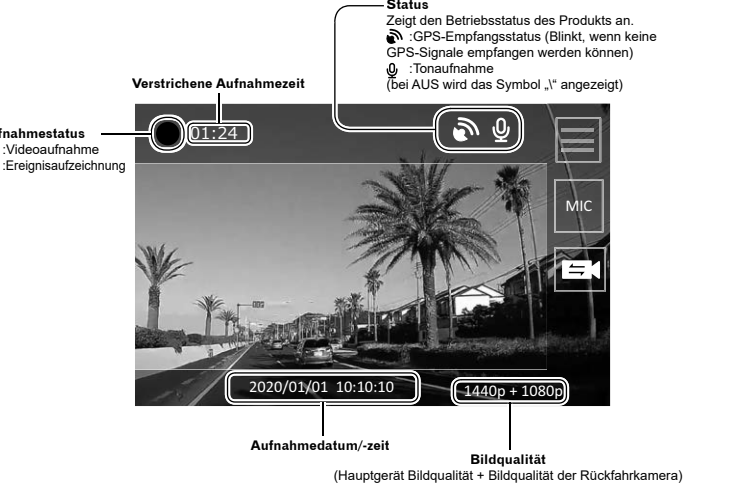 Status
Zeigt den Betriebsstatus des Produkts an.
:GPS-Empfangsstatus (Blinkt, wenn keine
GPS-Signale empfangen werden können)
:Tonaufnahme
(bei AUS wird das Symbol „\“ angezeigt)
Verstrichene Aufnahmezeit
fnahmestatus
:Videoaufnahme
:Ereignisaufzeichnung
01:24
MIC
2020/01/01 10:10:10
1440p + 1080p
Aufnahmedatum/-zeit
Bildqualität
(Hauptgerät Bildqualität + Bildqualität der Rückfahrkamera)